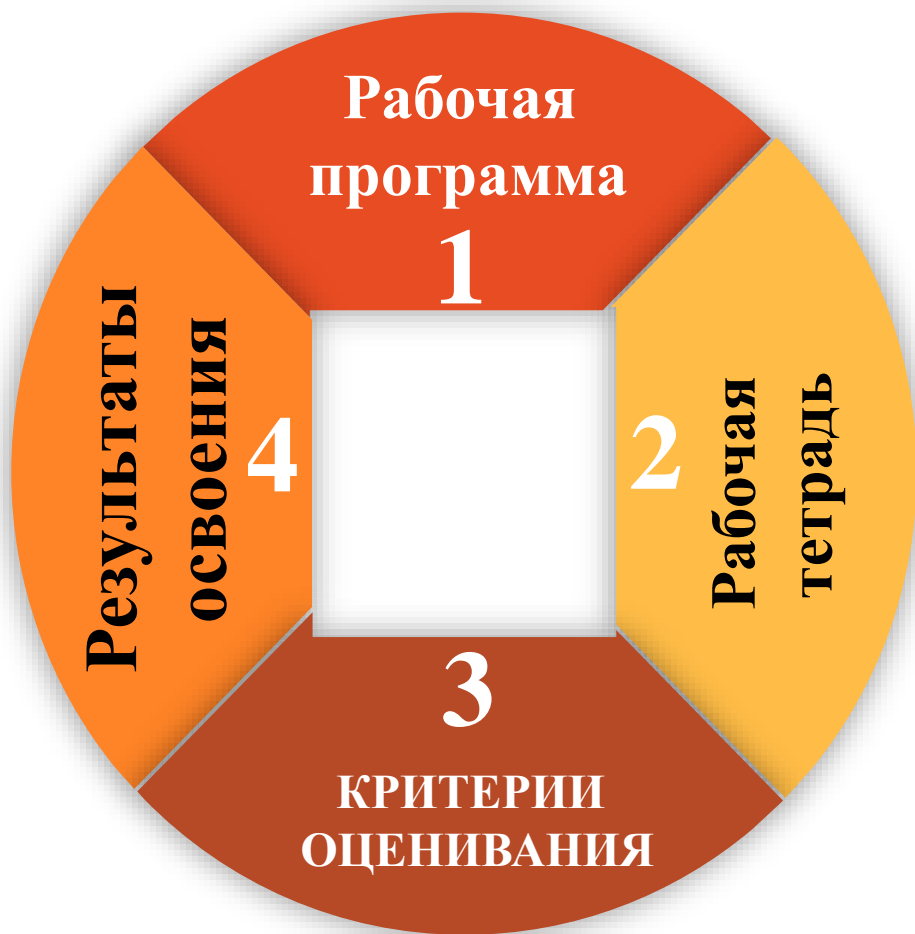 Рабочая
программа
1
2
Рабочая
тетрадь
3
КРИТЕРИИ
ОЦЕНИВАНИЯ
Результаты
освоения
4